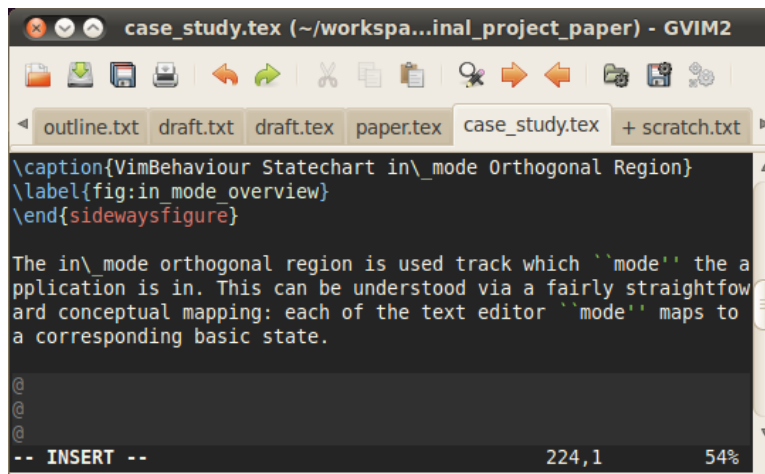 case_study.tex (~/workspa...inal_project_paper) - GVIM2
outline.txt draft.txt draft.tex paper.tex case_study.tex + scratch.txt
\caption{VimBehaviour Statechart in\_mode Orthogonal Region}
\label{fig:in_mode_overview}
\end{sidewaysfigure}
The in\_mode orthogonal region is used track which ``mode'' the a
pplication is in. This can be understood via a fairly straightfow
ard conceptual mapping: each of the text editor ``mode'' maps to
a corresponding basic state.
@
@
@
-- INSERT -- 224,1 54%